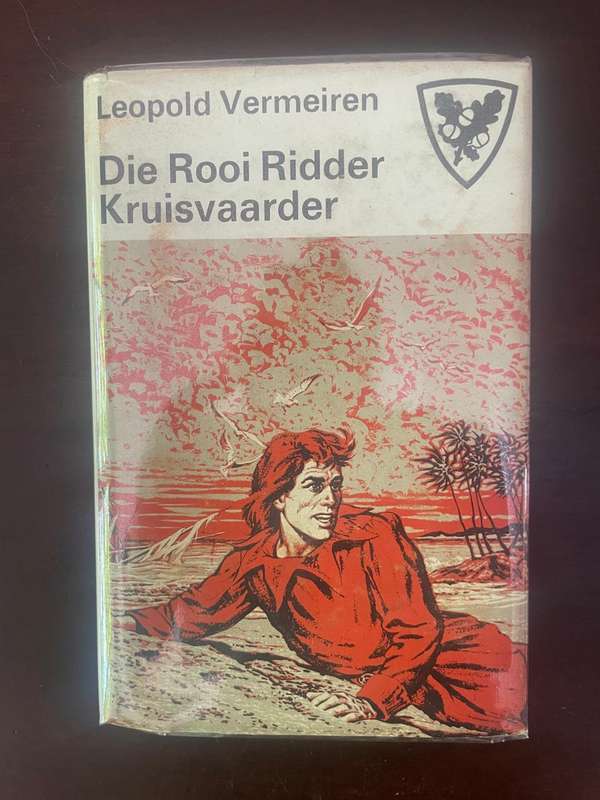 Leopold Vermeiren
Die Rooi Ridder
Kruisvaarder